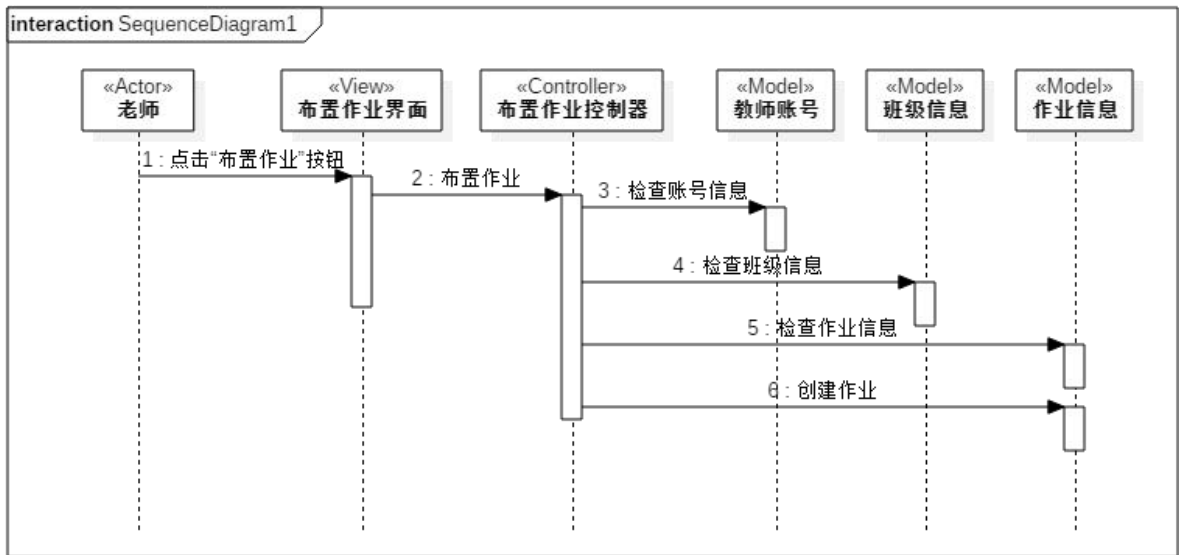 interaction SequenceDiagram1
«Actor»
老师
«View»
布置作业界面
«Controller»
布置作业控制器
«Model»
教师账号
«Model»
班级信息
«Model»
作业信息
1 : 点击“布置作业”按钮
2 : 布置作业
3 : 检查账号信息
4 : 检查班级信息
5 : 检查作业信息
6 : 创建作业